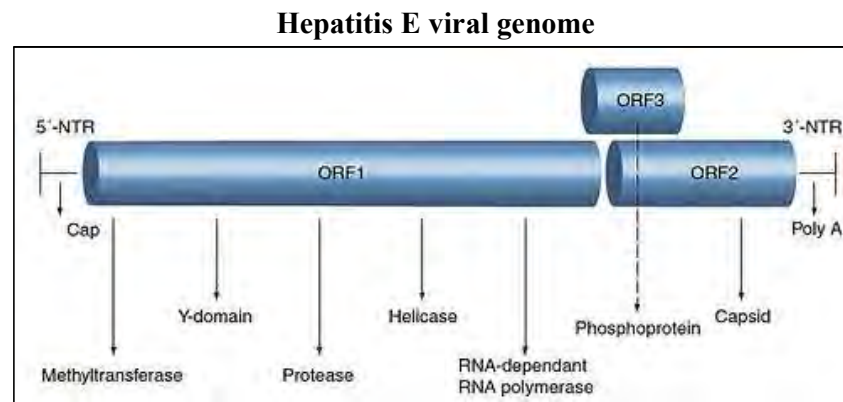 Hepatitis E viral genome
ORF3
5´-NTR
3´-NTR
ORF1
ORF2
Cap
Poly A
Y-domain
Helicase
Phosphoprotein
Capsid
Methyltransferase
Protease
RNA-dependant
RNA polymerase